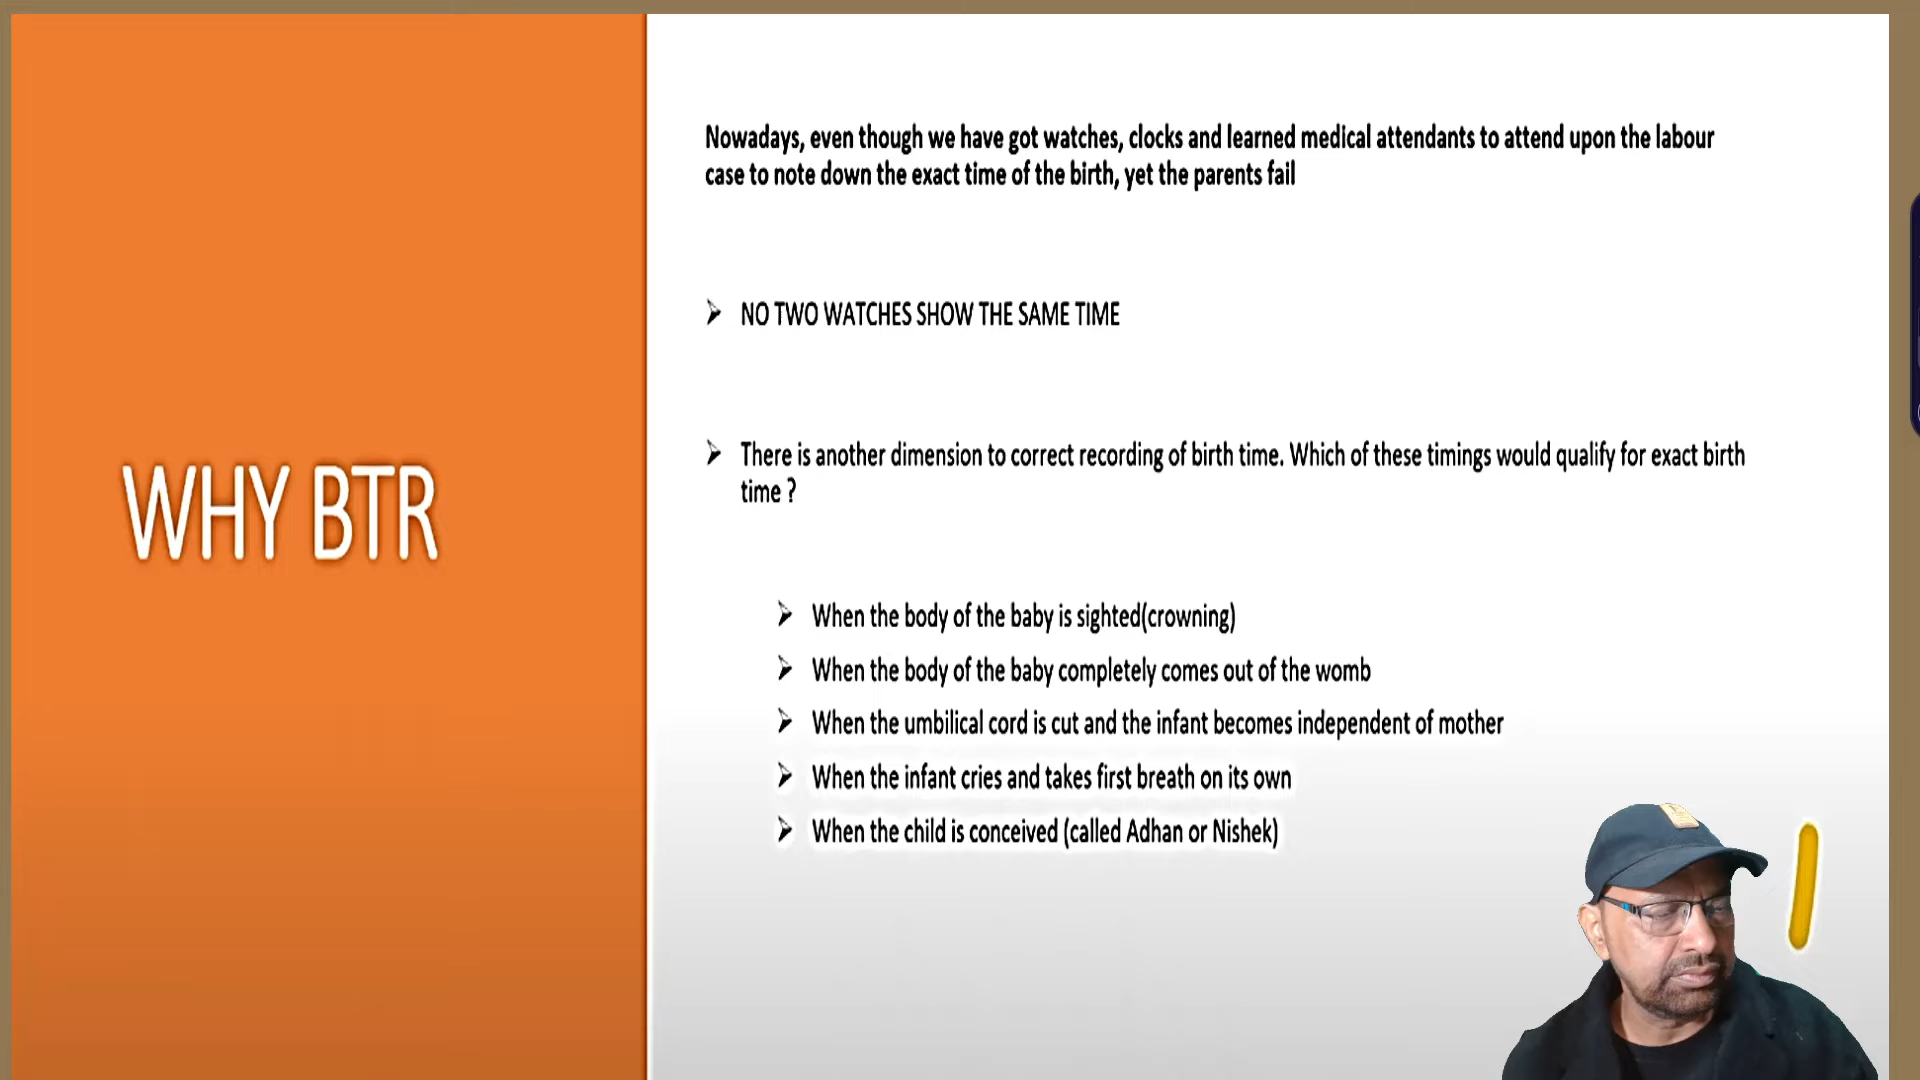 WHY BTR
Nowadays, even though we have got watches, clocks and learned medical attendants to attend upon the labour
case to note down the exact time of the birth, yet the parents fail
NO TWO WATCHES SHOW THE SAME TIME
There is another dimension to correct recording of birth time. Which of these timings would qualify for exact birth
time ?
When the body of the baby is sighted(crowning)
When the body of the baby completely comes out of the womb
When the umbilical cord is cut and the infant becomes independent of mother
When the infant cries and takes first breath on its own
When the child is conceived (called Adhan or Nishek)